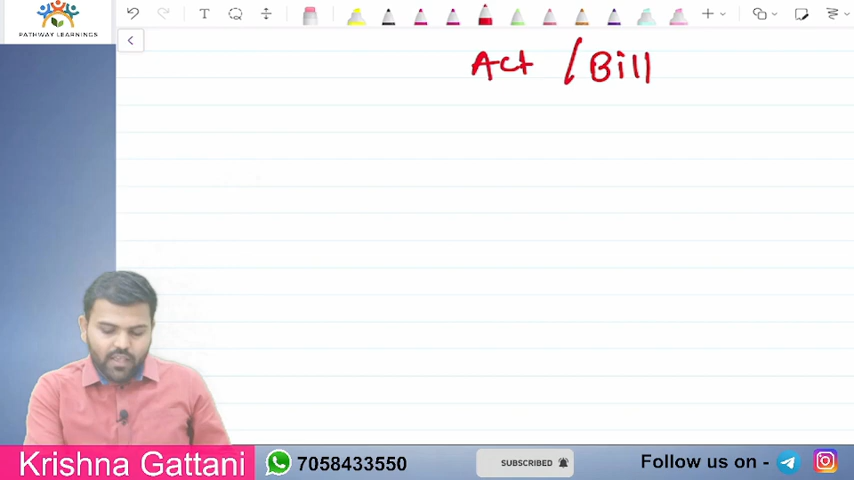 PATHWAY LEARNINGS
T
Act / Bill
Krishna Gattani
7058433550
SUBSCRIBED
Follow us on -